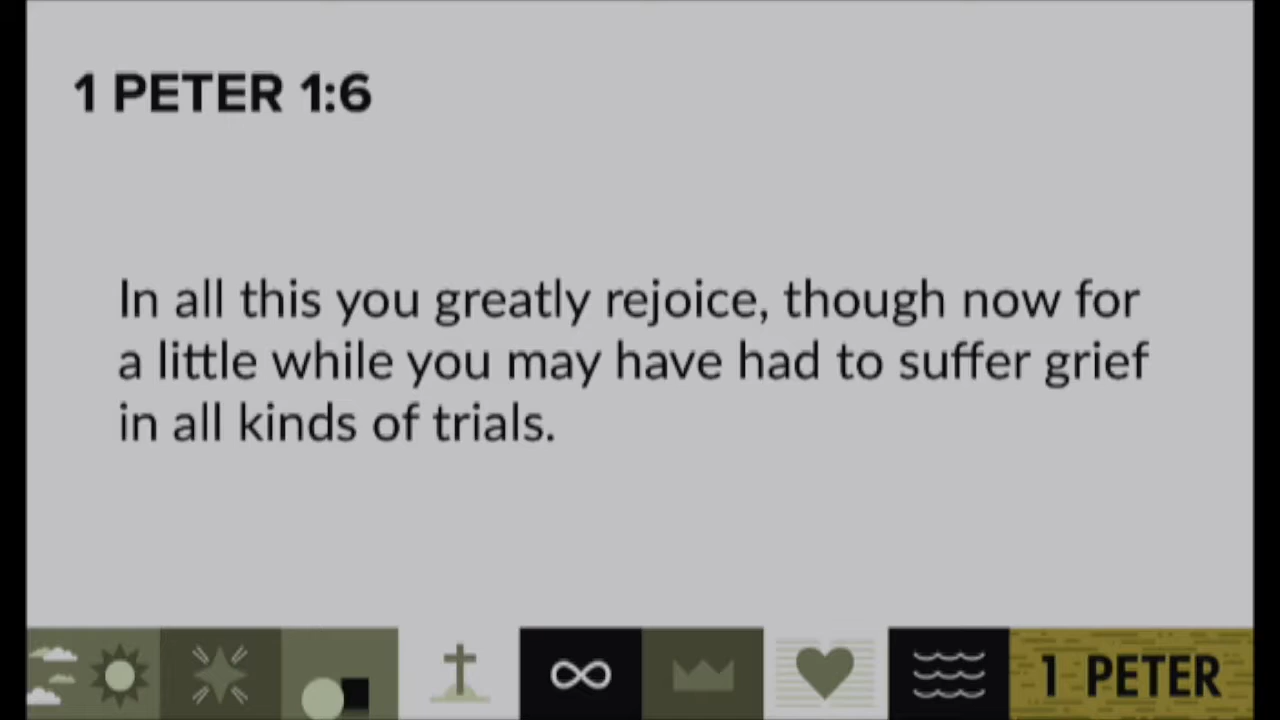 1 PETER 1:6
In all this you greatly rejoice, though now for
a little while you may have had to suffer grief
in all kinds of trials.
1 PETER